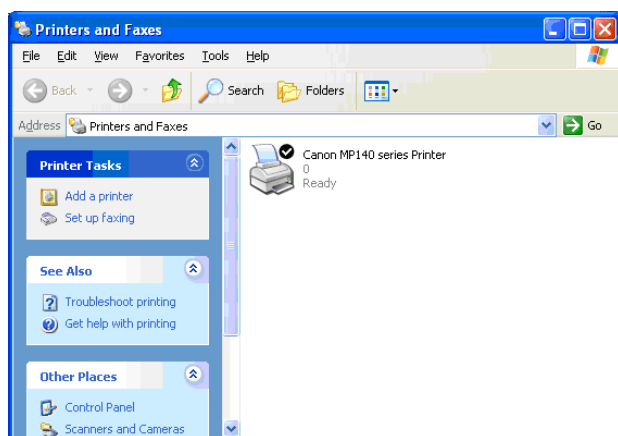 Printers and Faxes
File Edit View Favorites Tools Help
Back Search Folders
Address Printers and Faxes Go
Printer Tasks
Add a printer
Set up faxing
See Also
Troubleshoot printing
Get help with printing
Other Places
Control Panel
Scanners and Cameras
Canon MP140 series Printer
0
Ready